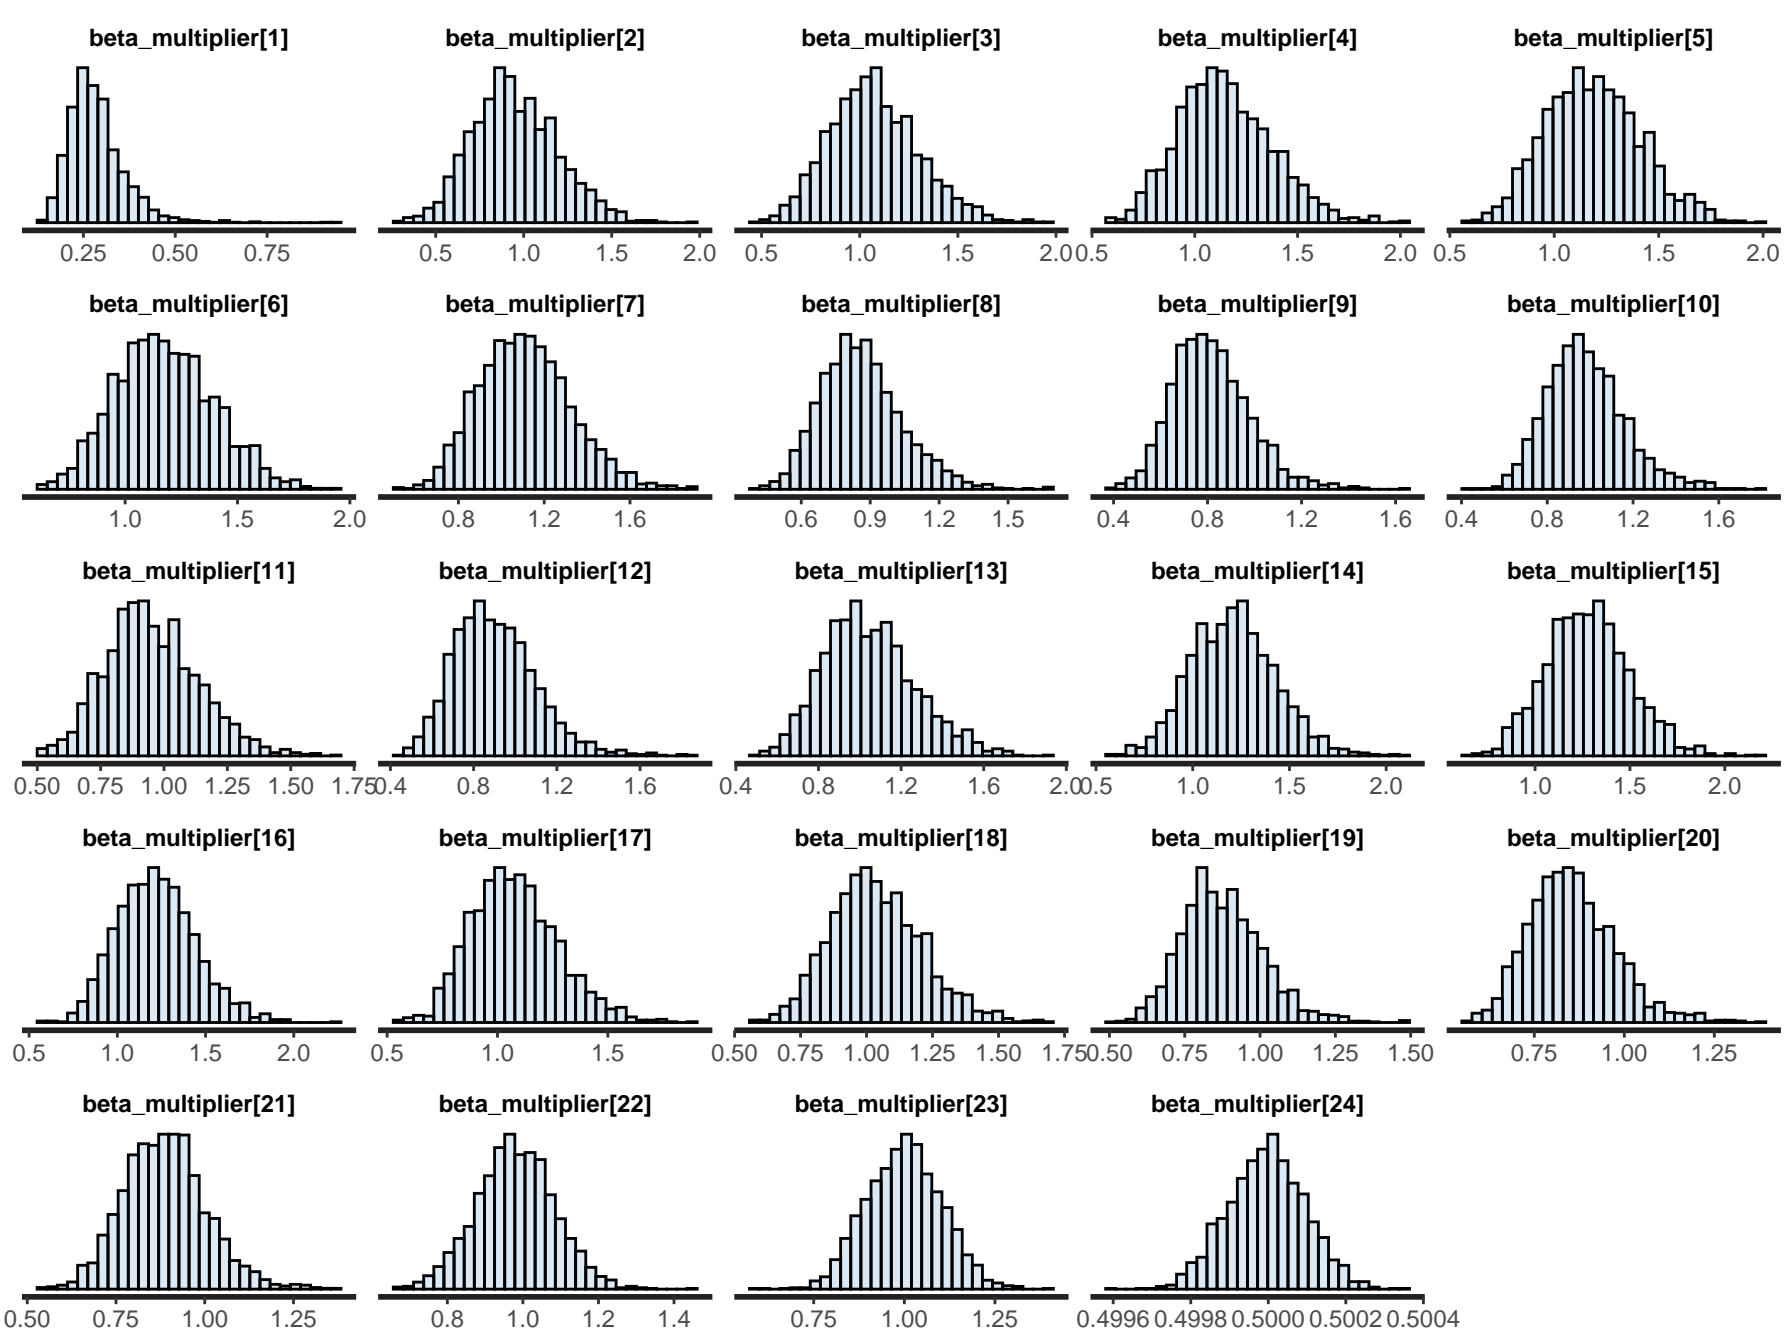 beta_multiplier[1] beta_multiplier[2] beta_multiplier[3] beta_multiplier[4] beta_multiplier[5]
0.25 0.50 0.75 0.5 1.0 1.5 2.0 0.5 1.0 1.5 2.0 0.5 1.0 1.5 2.0 0.5 1.0 1.5 2.0
beta_multiplier[6] beta_multiplier[7] beta_multiplier[8] beta_multiplier[9] beta_multiplier[10]
1.0 1.5 2.0 0.8 1.2 1.6 0.6 0.9 1.2 1.5 0.4 0.8 1.2 1.6 0.4 0.8 1.2 1.6
beta_multiplier[11] beta_multiplier[12] beta_multiplier[13] beta_multiplier[14] beta_multiplier[15]
0.50 0.75 1.00 1.25 1.50 1.75 0.4 0.8 1.2 1.6 0.4 0.8 1.2 1.6 2.0 0.5 1.0 1.5 2.0 1.0 1.5 2.0
beta_multiplier[16] beta_multiplier[17] beta_multiplier[18] beta_multiplier[19] beta_multiplier[20]
0.5 1.0 1.5 2.0 0.5 1.0 1.5 0.50 0.75 1.00 1.25 1.50 1.75 0.50 0.75 1.00 1.25 1.50 0.75 1.00 1.25
beta_multiplier[21] beta_multiplier[22] beta_multiplier[23] beta_multiplier[24]
0.50 0.75 1.00 1.25 0.8 1.0 1.2 1.4 0.75 1.00 1.25 0.4996 0.4998 0.5000 0.5002 0.5004